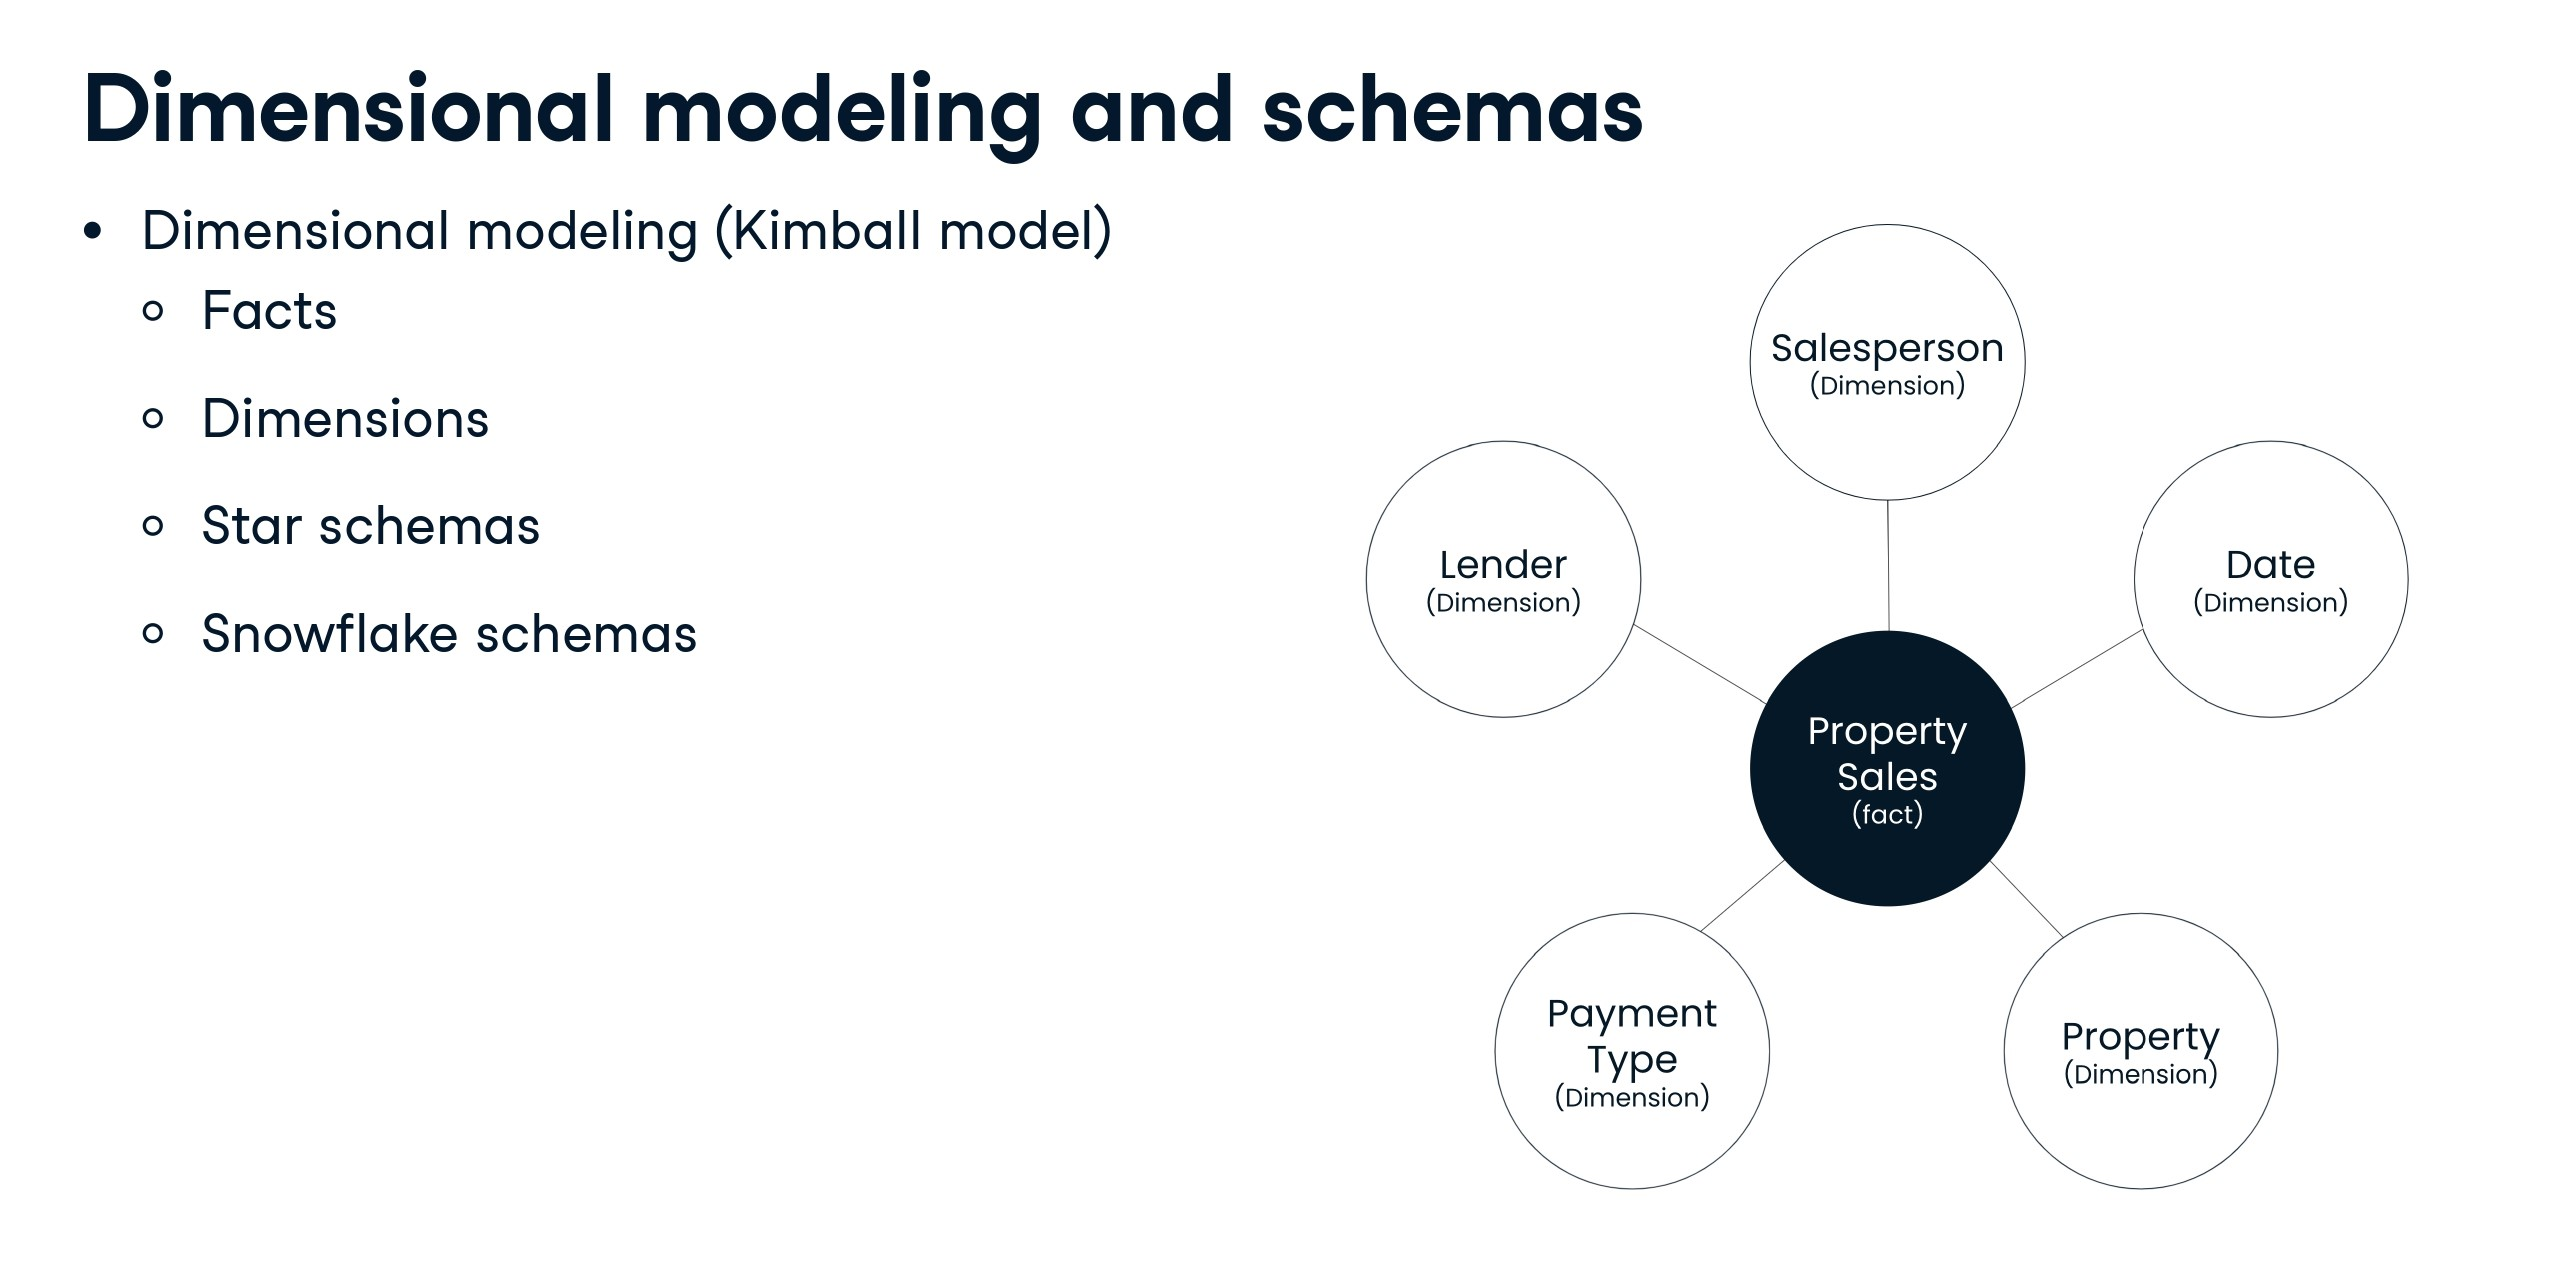 Dimensional modeling and schemas
Dimensional modeling (Kimball model)
Facts
Dimensions
Star schemas
Snowflake schemas
Salesperson
(Dimension)
Lender
(Dimension)
Date
(Dimension)
Property
Sales
(fact)
Payment
Type
(Dimension)
Property
(Dimension)